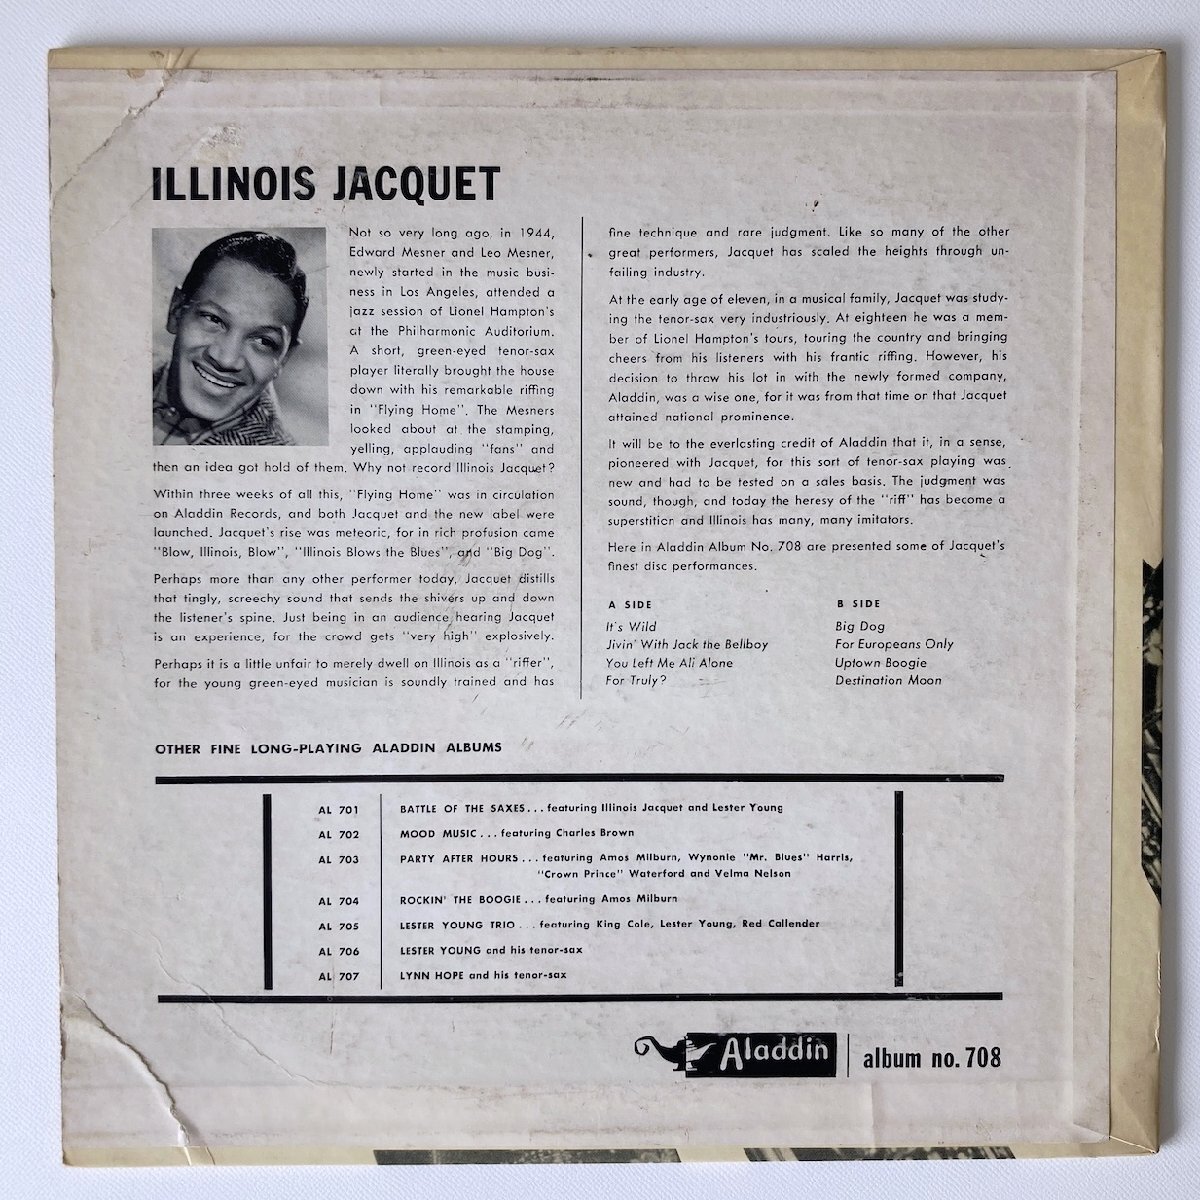 ILLINOIS JACQUET
Not so very long ago, in 1944,
Edward Mesner and Leo Mesner,
newly started in the music busi-
ness in Los Angeles, attended a
jazz session of Lionel Hampton's
at the Philharmonic Auditorium.
A short, green-eyed tenor-sax
player literally brought the house
down with his remarkable riffing
in "Flying Home". The Mesners
looked about at the stamping,
yelling, applauding "fans" and
then an idea got hold of them. Why not record Illinois Jacquet?
Within three weeks of all this, "Flying Home" was in circulation
on Aladdin Records, and both Jacquet and the new label were
launched. Jacquet's rise was meteoric, for in rich profusion came
"Blow, Illinois, Blow", "Illinois Blows the Blues", and "Big Dog".
Perhaps more than any other performer today, Jacquet distills
that tingly, screechy sound that sends the shivers up and down
the listener's spine. Just being in an audience hearing Jacquet
is an experience, for the crowd gets "very high" explosively.
Perhaps it is a little unfair to merely dwell on Illinois as a "riffer",
for the young green-eyed musician is soundly trained and has
fine technique and rare judgment. Like so many of the other
great performers, Jacquet has scaled the heights through un-
failing industry.
At the early age of eleven, in a musical family, Jacquet was study-
ing the tenor-sax very industriously. At eighteen he was a mem-
ber of Lionel Hampton's tours, touring the country and bringing
cheers from his listeners with his frantic riffing. However, his
decision to throw his lot in with the newly formed company,
Aladdin, was a wise one, for it was from that time on that Jacquet
attained national prominence.
It will be to the everlasting credit of Aladdin that it, in a sense,
pioneered with Jacquet, for this sort of tenor-sax playing was
new and had to be tested on a sales basis. The judgment was
sound, though, and today the heresy of the "riff" has become a
superstition and Illinois has many, many imitators.
Here in Aladdin Album No. 708 are presented some of Jacquet's
finest disc performances.
A SIDE
It's Wild
Jivin' With Jack the Bellboy
You Left Me All Alone
For Truly?
B SIDE
Big Dog
For Europeans Only
Uptown Boogie
Destination Moon
OTHER FINE LONG-PLAYING ALADDIN ALBUMS
AL 701 BATTLE OF THE SAXES... featuring Illinois Jacquet and Lester Young
AL 702 MOOD MUSIC... featuring Charles Brown
AL 703 PARTY AFTER HOURS... featuring Amos Milburn, Wynonie "Mr. Blues" Harris,
"Crown Prince" Waterford and Velma Nelson
AL 704 ROCKIN' THE BOOGIE... featuring Amos Milburn
AL 705 LESTER YOUNG TRIO... featuring King Cole, Lester Young, Red Callender
AL 706 LESTER YOUNG and his tenor-sax
AL 707 LYNN HOPE and his tenor-sax
Aladdin album no. 708